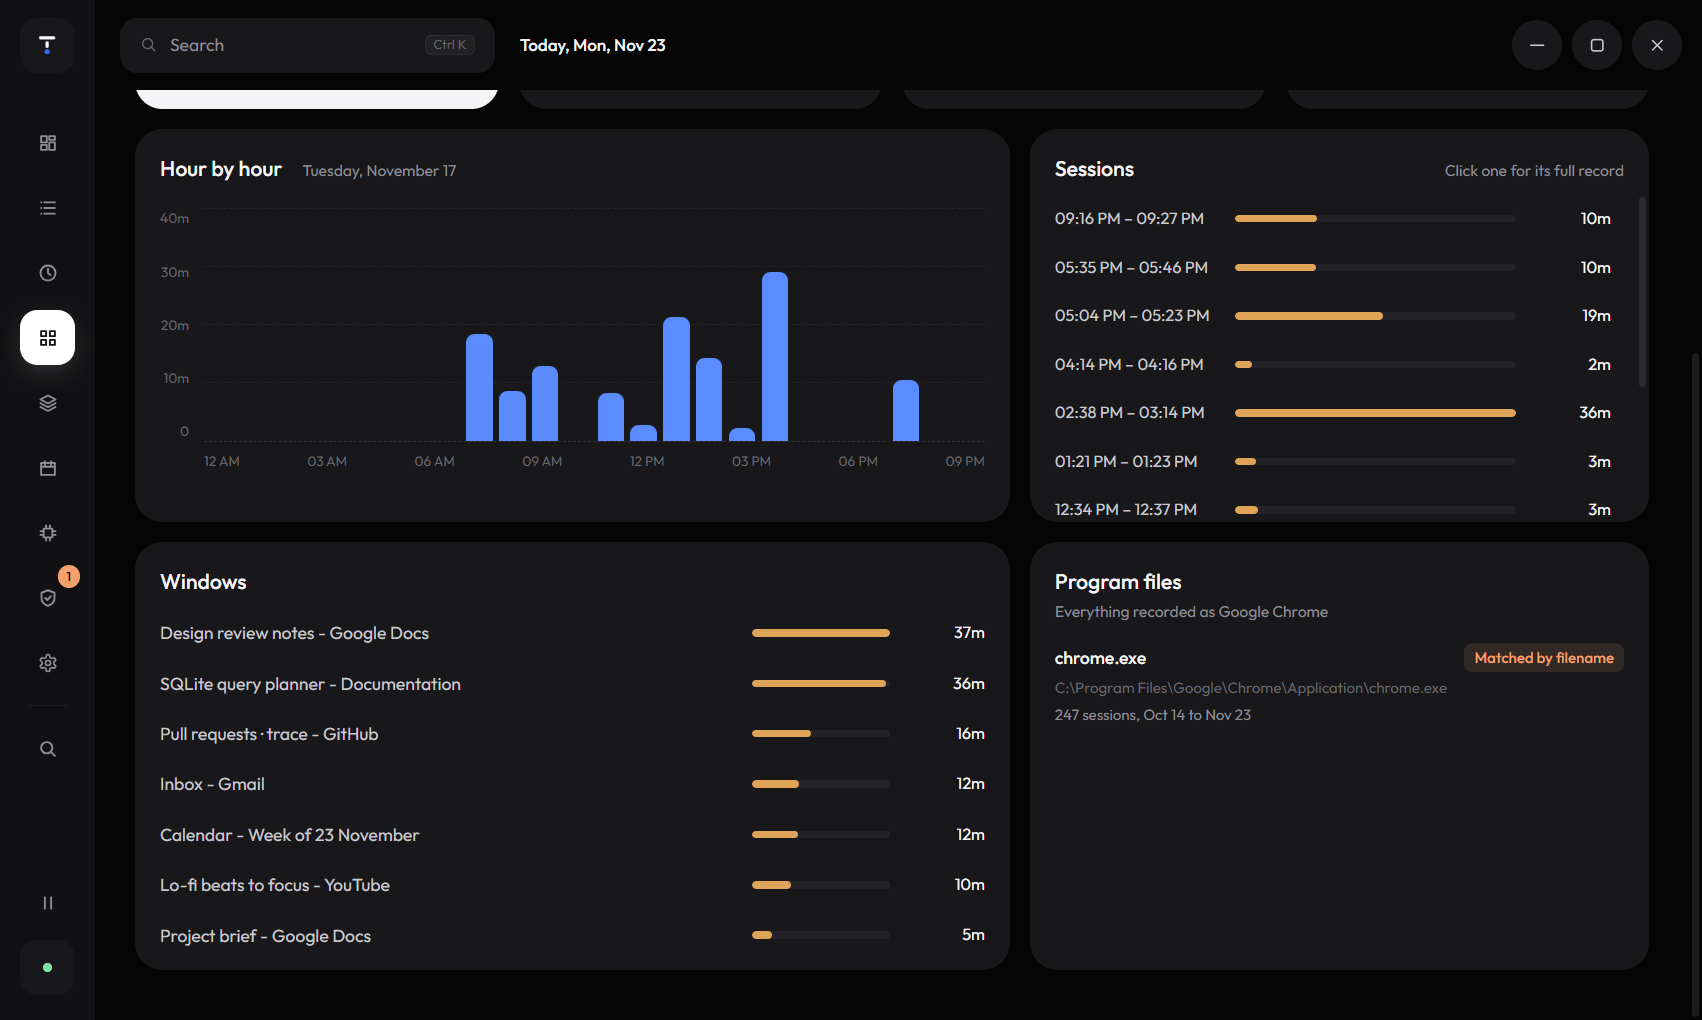 Search
Ctrl K
Today, Mon, Nov 23
Hour by hour
Tuesday, November 17
40m
30m
20m
10m
0
12 AM
03 AM
06 AM
09 AM
12 PM
03 PM
06 PM
09 PM
Sessions
Click one for its full record
09:16 PM – 09:27 PM 10m
05:35 PM – 05:46 PM 10m
05:04 PM – 05:23 PM 19m
04:14 PM – 04:16 PM 2m
02:38 PM – 03:14 PM 36m
01:21 PM – 01:23 PM 3m
12:34 PM – 12:37 PM 3m
1
Windows
Design review notes - Google Docs 37m
SQLite query planner - Documentation 36m
Pull requests · trace - GitHub 16m
Inbox - Gmail 12m
Calendar - Week of 23 November 12m
Lo-fi beats to focus - YouTube 10m
Project brief - Google Docs 5m
Program files
Everything recorded as Google Chrome
chrome.exe
Matched by filename
C:\Program Files\Google\Chrome\Application\chrome.exe
247 sessions, Oct 14 to Nov 23